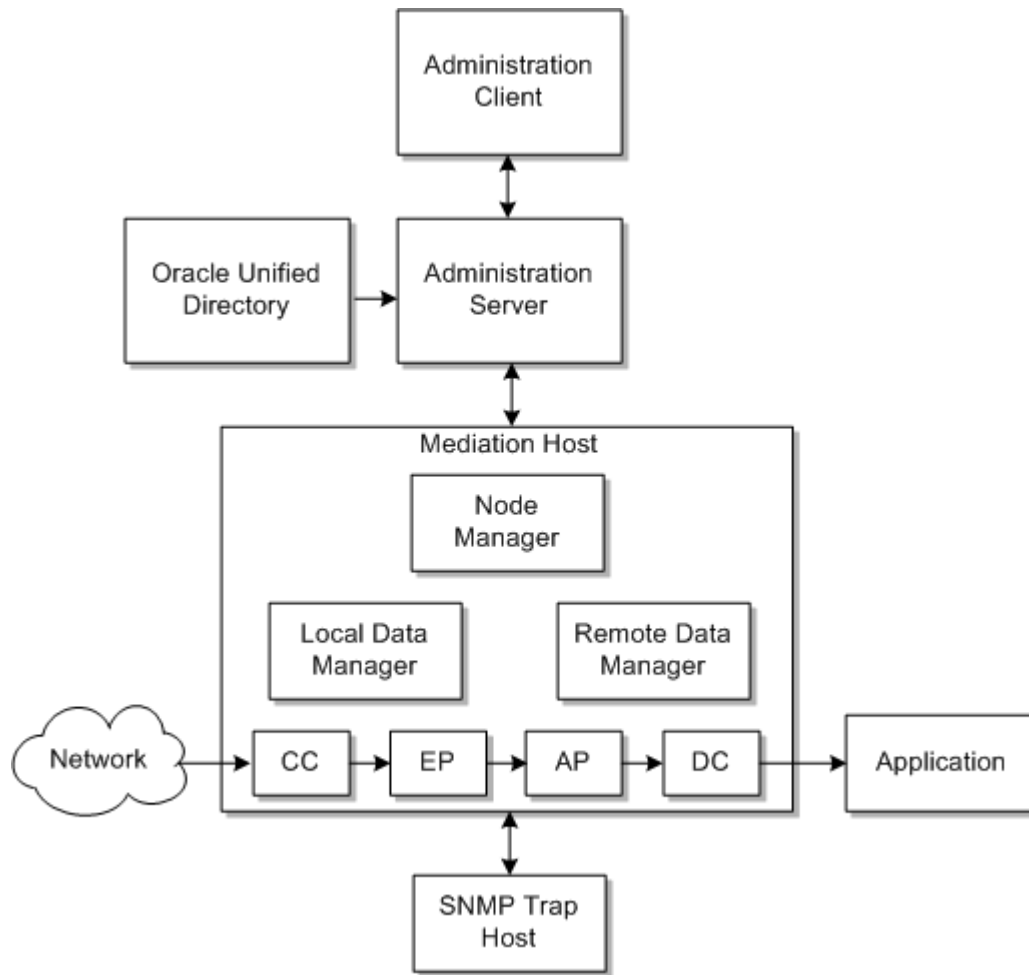 Administration
Client
Oracle Unified
Directory
Administration
Server
Mediation Host
Node
Manager
Local Data
Manager
Remote Data
Manager
Network
CC
EP
AP
DC
Application
SNMP Trap
Host